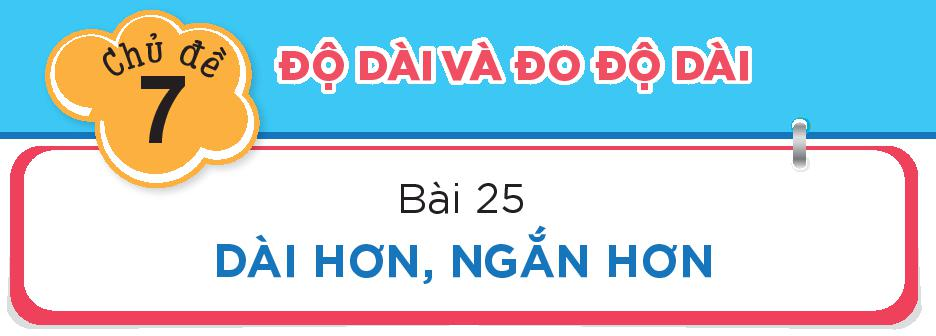 Chủ đề
7
ĐỘ DÀI VÀ ĐO ĐỘ DÀI
Bài 25
DÀI HƠN, NGẮN HƠN